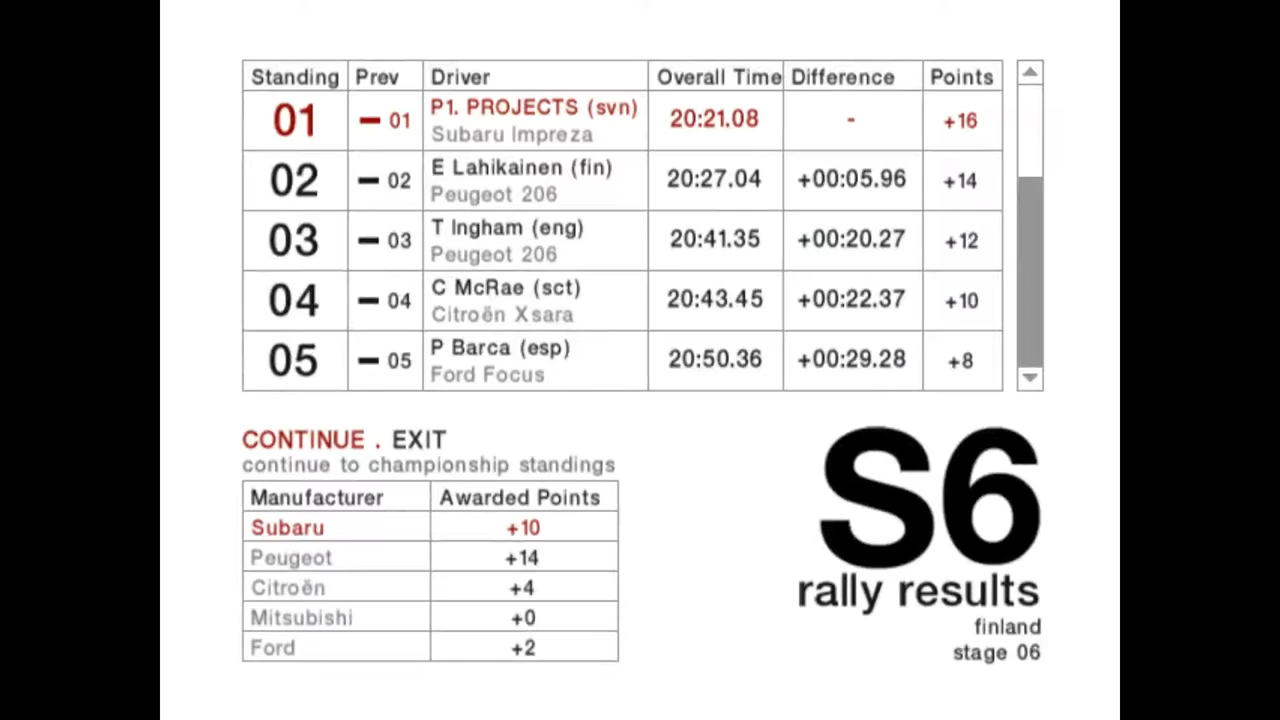 Standing Prev Driver Overall Time Difference Points
01 01 P1. PROJECTS (svn) 20:21.08 - +16
Subaru Impreza
02 02 E Lahikainen (fin) 20:27.04 +00:05.96 +14
Peugeot 206
03 03 T Ingham (eng) 20:41.35 +00:20.27 +12
Peugeot 206
04 04 C McRae (sct) 20:43.45 +00:22.37 +10
Citroën Xsara
05 05 P Barca (esp) 20:50.36 +00:29.28 +8
Ford Focus
CONTINUE . EXIT
continue to championship standings
Manufacturer Awarded Points
Subaru +10
Peugeot +14
Citroën +4
Mitsubishi +0
Ford +2
S6
rally results
finland
stage 06